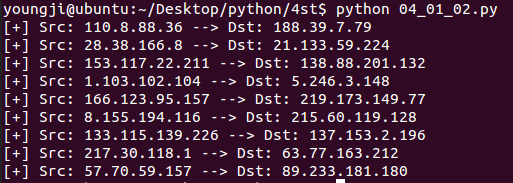 youngji@ubuntu:~/Desktop/python/4st$ python 04_01_02.py
[+] Src: 110.8.88.36 --> Dst: 188.39.7.79
[+] Src: 28.38.166.8 --> Dst: 21.133.59.224
[+] Src: 153.117.22.211 --> Dst: 138.88.201.132
[+] Src: 1.103.102.104 --> Dst: 5.246.3.148
[+] Src: 166.123.95.157 --> Dst: 219.173.149.77
[+] Src: 8.155.194.116 --> Dst: 215.60.119.128
[+] Src: 133.115.139.226 --> Dst: 137.153.2.196
[+] Src: 217.30.118.1 --> Dst: 63.77.163.212
[+] Src: 57.70.59.157 --> Dst: 89.233.181.180